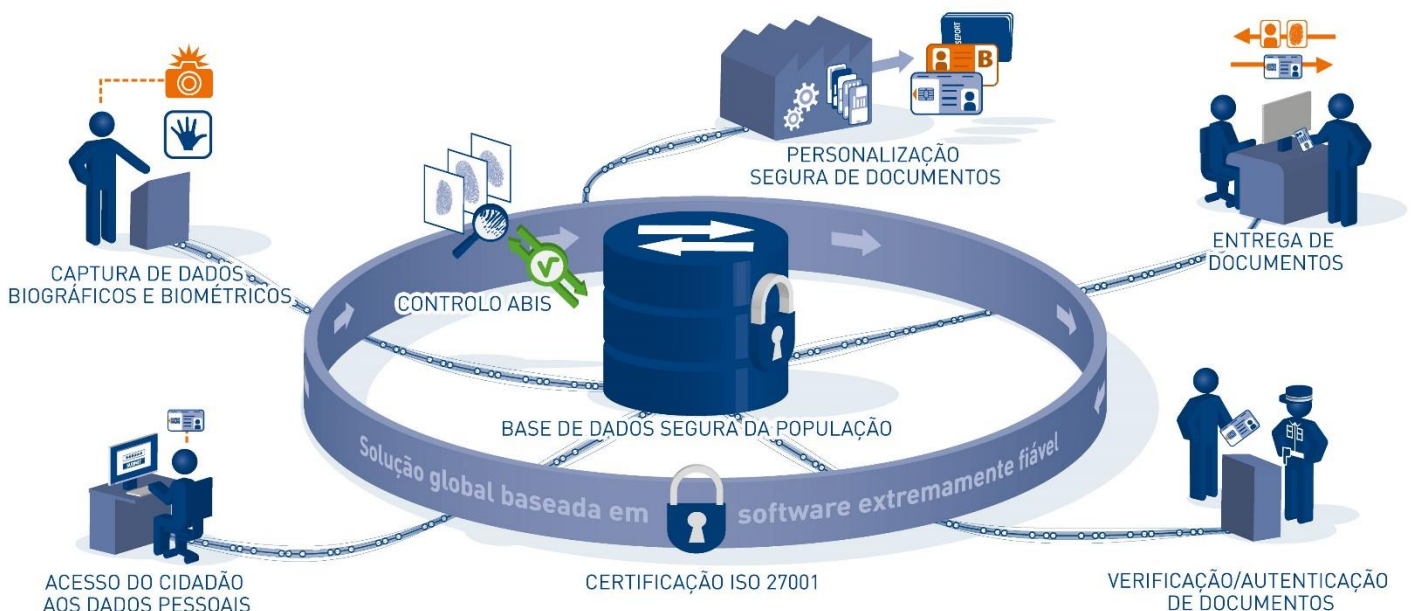 PASSPORT
B
PERSONALIZAÇÃO
SEGURA DE DOCUMENTOS
ENTREGA DE
DOCUMENTOS
CAPTURA DE DADOS
BIOGRÁFICOS E BIOMÉTRICOS
CONTROLO ABIS
BASE DE DADOS SEGURA DA POPULAÇÃO
Solução global baseada em software extremamente fiável
ACESSO DO CIDADÃO
AOS DADOS PESSOAIS
CERTIFICAÇÃO ISO 27001
VERIFICAÇÃO/AUTENTICAÇÃO
DE DOCUMENTOS